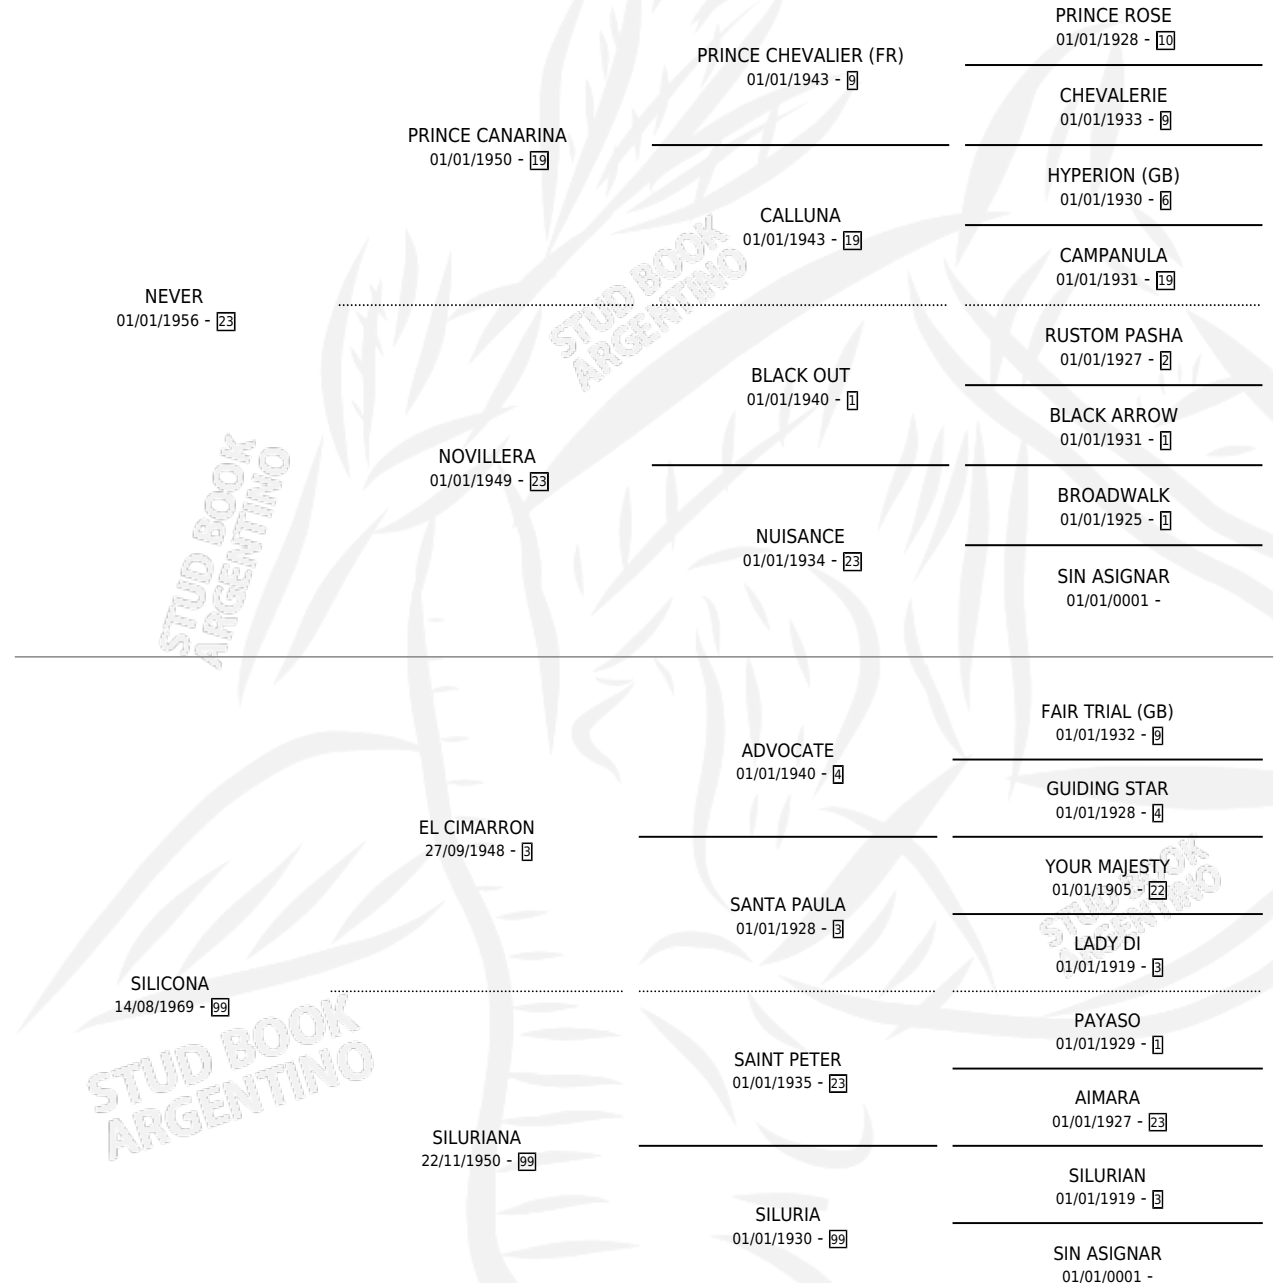 PRINCE ROSE
01/01/1928 - 10
PRINCE CHEVALIER (FR)
01/01/1943 - 9
CHEVALERIE
01/01/1933 - 9
PRINCE CANARINA
01/01/1950 - 19
HYPERION (GB)
01/01/1930 - 6
CALLUNA
01/01/1943 - 19
CAMPANULA
01/01/1931 - 19
NEVER
01/01/1956 - 23
RUSTOM PASHA
01/01/1927 - 2
BLACK OUT
01/01/1940 - 1
BLACK ARROW
01/01/1931 - 1
NOVILLERA
01/01/1949 - 23
BROADWALK
01/01/1925 - 1
NUISANCE
01/01/1934 - 23
SIN ASIGNAR
01/01/0001 -
FAIR TRIAL (GB)
01/01/1932 - 9
ADVOCATE
01/01/1940 - 4
GUIDING STAR
01/01/1928 - 4
EL CIMARRON
27/09/1948 - 3
YOUR MAJESTY
01/01/1905 - 22
SANTA PAULA
01/01/1928 - 3
LADY DI
01/01/1919 - 3
SILICONA
14/08/1969 - 99
PAYASO
01/01/1929 - 1
SAINT PETER
01/01/1935 - 23
AIMARA
01/01/1927 - 23
SILURIANA
22/11/1950 - 99
SILURIAN
01/01/1919 - 3
SILURIA
01/01/1930 - 99
SIN ASIGNAR
01/01/0001 -
STUD BOOK
ARGENTINO
STUD BOOK
ARGENTINO
STUD BOOK
ARGENTINO
STUD BOOK
ARGENTINO